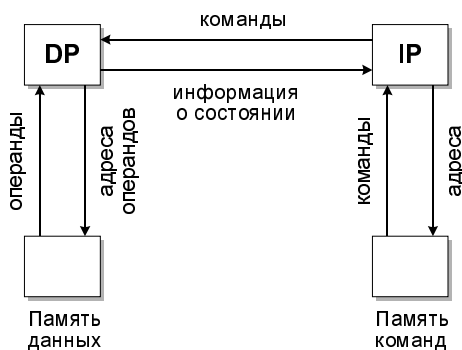 команды
DP
IP
информация
о состоянии
операнды
адреса
операндов
команды
адреса
Память
данных
Память
команд